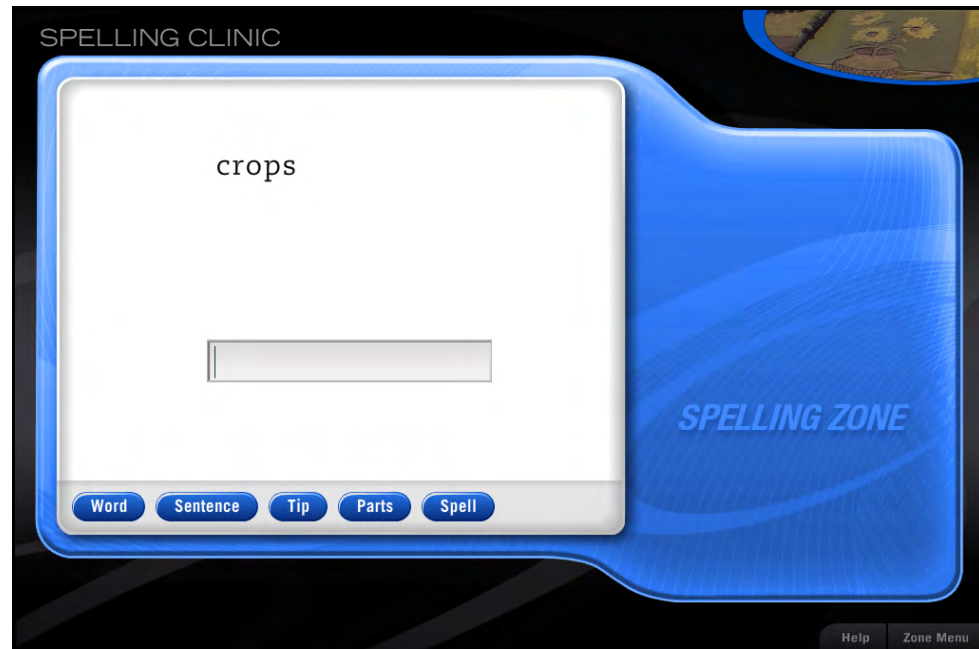 SPELLING CLINIC
crops
SPELLING ZONE
Word Sentence Tip Parts Spell
Help Zone Menu